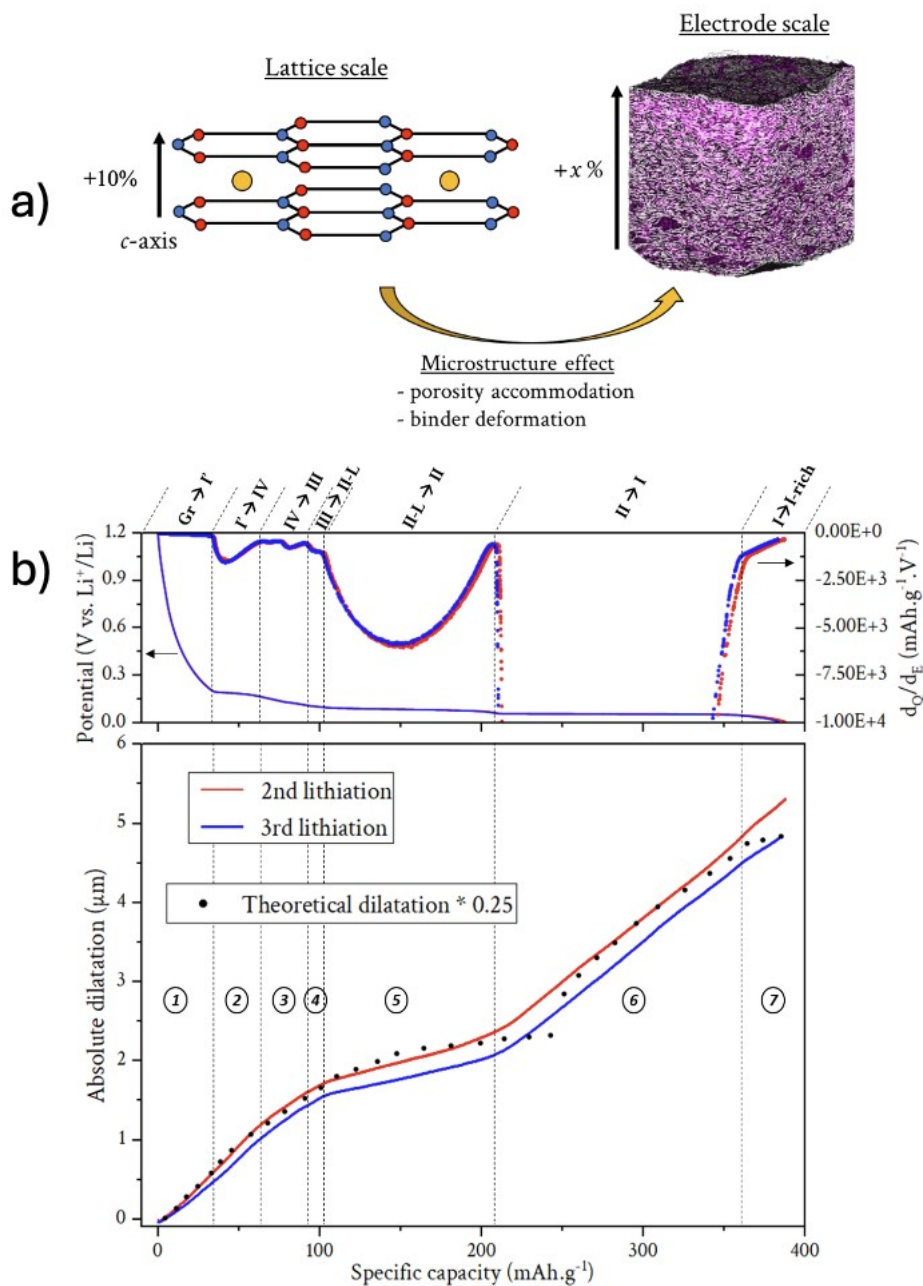 a)
Lattice scale
+10%
c-axis
Electrode scale
+x %
Microstructure effect
- porosity accommodation
- binder deformation
b)
Gr → I'
I' → IV
IV → III
III → II-L
II-L → II
II → I
I → I-rich
Potential (V vs. Li⁺/Li)
1.2
0.9
0.6
0.3
0.0
0.00E+0
-2.50E+3
-5.00E+3
-7.50E+3
-1.00E+4
dQ/dE (mAh.g⁻¹.V⁻¹)
Absolute dilatation (µm)
6
5
4
3
2
1
0
2nd lithiation
3rd lithiation
Theoretical dilatation * 0.25
1
2
3
4
5
6
7
0
100
200
300
400
Specific capacity (mAh.g⁻¹)